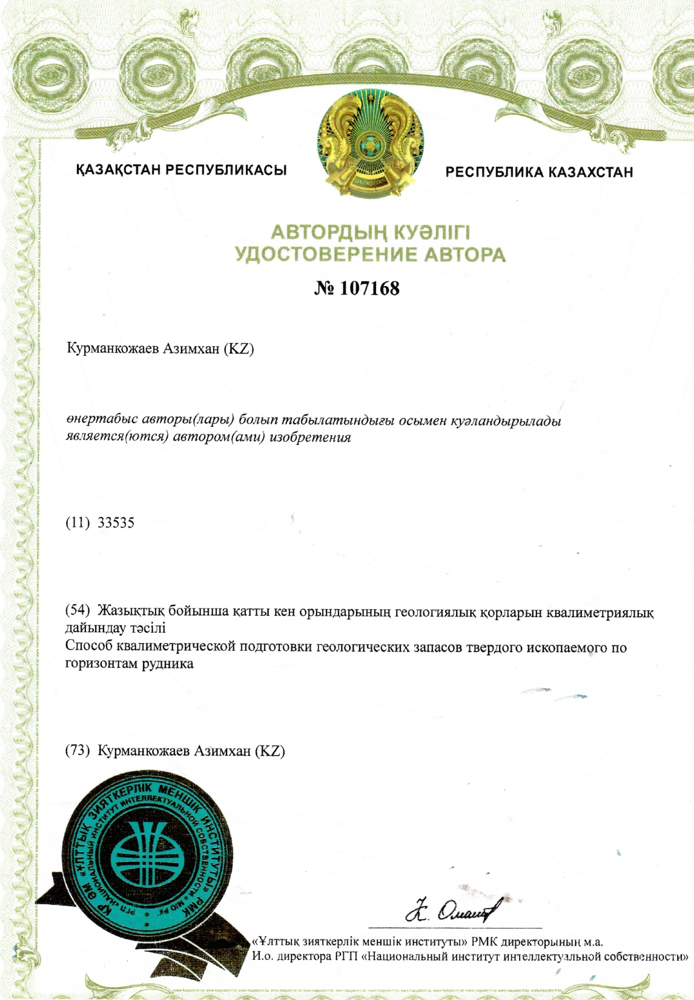 ҚАЗАҚСТАН РЕСПУБЛИКАСЫ
РЕСПУБЛИКА КАЗАХСТАН
QAZAQSTAN
АВТОРДЫҢ КУӘЛІГІ
УДОСТОВЕРЕНИЕ АВТОРА
№ 107168
Курманкожаев Азимхан (KZ)
өнертабыс авторы(лары) болып табылатындығы осымен куәландырылады
является(ются) автором(ами) изобретения
(11) 33535
(54) Жазықтық бойынша қатты кен орындарының геологиялық қорларын квалиметриялық
дайындау тәсілі
Способ квалиметрической подготовки геологических запасов твердого ископаемого по
горизонтам рудника
(73) Курманкожаев Азимхан (KZ)
ҚР ӘМ «ҰЛТТЫҚ ЗИЯТКЕРЛІК МЕНШІК ИНСТИТУТЫ» РМК
РГП «НАЦИОНАЛЬНЫЙ ИНСТИТУТ ИНТЕЛЛЕКТУАЛЬНОЙ СОБСТВЕННОСТИ» МЮ РК
«Ұлттық зияткерлік меншік институты» РМК директорының м.а.
И.о. директора РГП «Национальный институт интеллектуальной собственности»